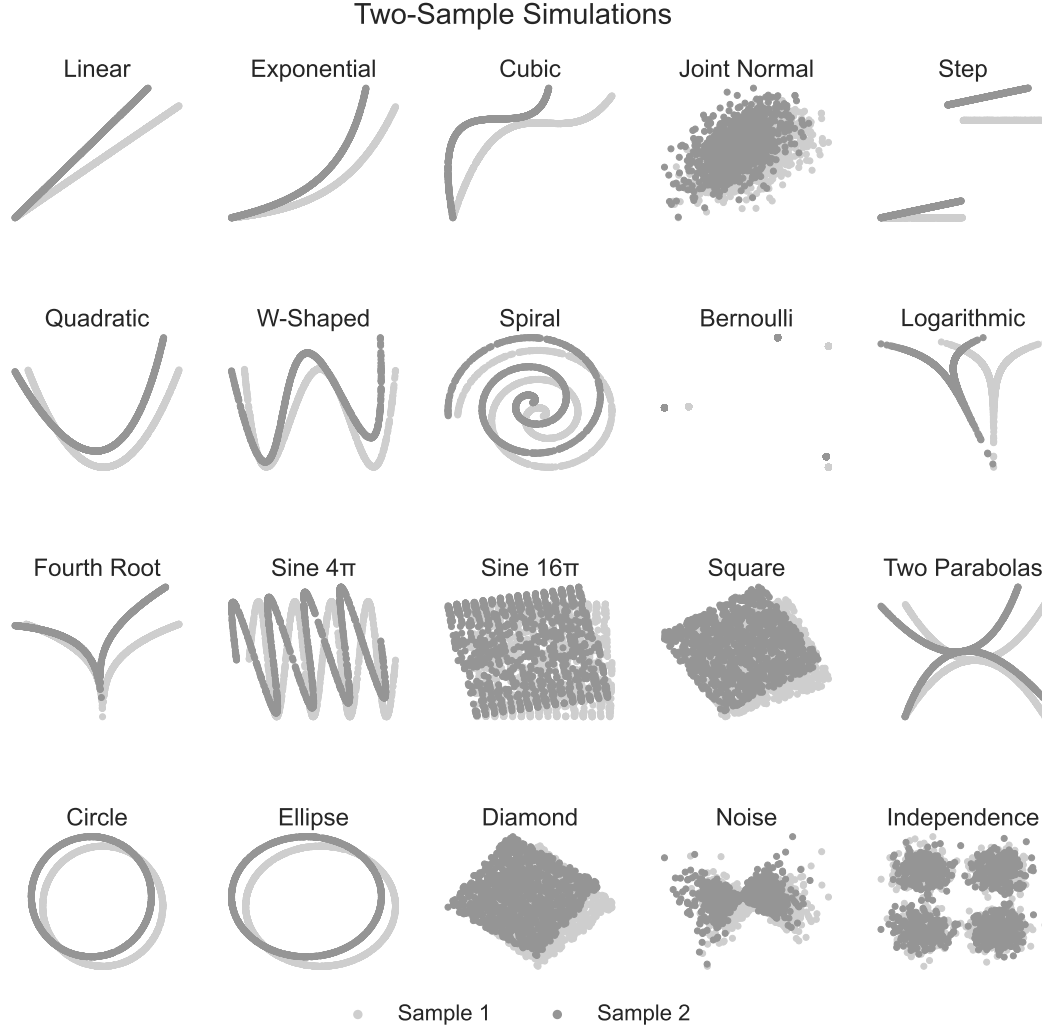 Two-Sample Simulations
Linear Exponential Cubic Joint Normal Step
Quadratic W-Shaped Spiral Bernoulli Logarithmic
Fourth Root Sine 4π Sine 16π Square Two Parabolas
Circle Ellipse Diamond Noise Independence
Sample 1 Sample 2